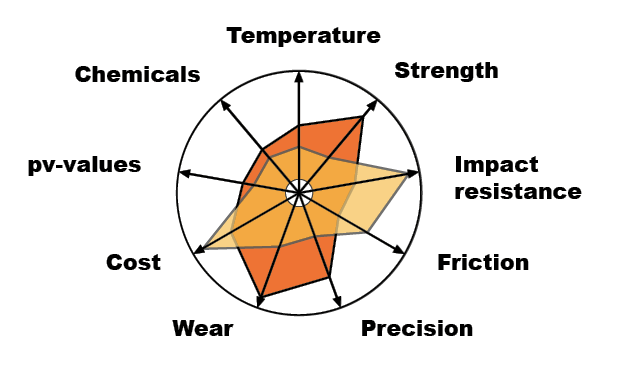 Temperature
Chemicals
Strength
pv-values
Impact
resistance
Cost
Friction
Wear
Precision